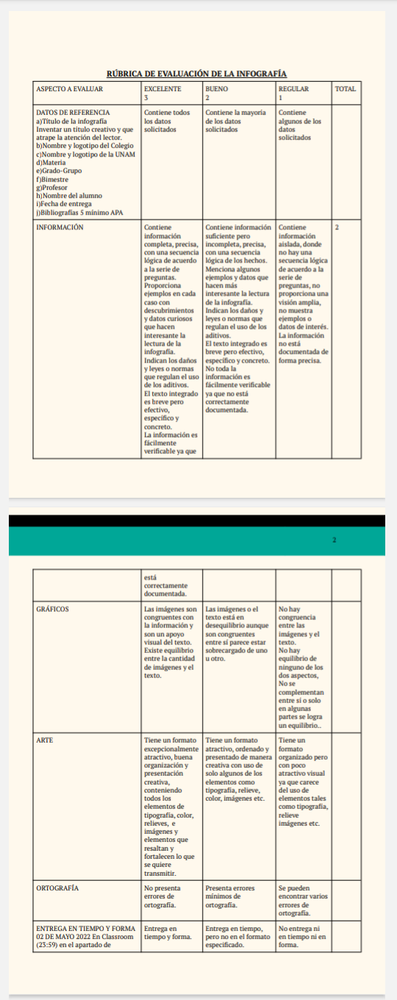 RÚBRICA DE EVALUACIÓN DE LA INFOGRAFÍA
ASPECTO A EVALUAR
EXCELENTE
3
BUENO
2
REGULAR
1
TOTAL
DATOS DE REFERENCIA
a)Título de la infografía
Inventar un título creativo y que
atrape la atención del lector.
b)Nombre y logotipo del Colegio
c)Nombre y logotipo de la UNAM
d)Materia
e)Grado-Grupo
f)Bimestre
g)Profesor
h)Nombre del alumno
i)Fecha de entrega
j)Bibliografías 5 mínimo APA
Contiene todos
los datos
solicitados
Contiene la mayoría
de los datos
solicitados
Contiene
algunos de los
datos
solicitados
INFORMACIÓN
Contiene
información
completa, precisa,
con una secuencia
lógica de acuerdo
a la serie de
preguntas.
Proporciona
ejemplos en cada
caso con
descubrimientos
y datos curiosos
que hacen
interesante la
lectura de la
infografía.
Indican los daños
y leyes o normas
que regulan el uso
de los aditivos.
El texto integrado
es breve pero
efectivo,
específico y
concreto.
La información es
fácilmente
verificable ya que
Contiene información
suficiente pero
incompleta, precisa,
con una secuencia
lógica de los hechos.
Menciona algunos
ejemplos y datos que
hacen más
interesante la lectura
de la infografía.
Indican los daños y
leyes o normas que
regulan el uso de los
aditivos.
El texto integrado es
breve pero efectivo,
específico y concreto.
No toda la
información es
fácilmente verificable
ya que no está
correctamente
documentada.
Contiene
información
aislada, donde
no hay una
secuencia lógica
de acuerdo a la
serie de
preguntas, no
proporciona una
visión amplia,
no muestra
ejemplos o
datos de interés.
La información
no está
documentada de
forma precisa.
2
2
está
correctamente
documentada.
GRÁFICOS
Las imágenes son
congruentes con
la información y
son un apoyo
visual del texto.
Existe equilibrio
entre la cantidad
de imágenes y el
texto.
Las imágenes o el
texto está en
desequilibrio aunque
son congruentes
entre sí parece estar
sobrecargado de uno
u otro.
No hay
congruencia
entre las
imágenes y el
texto.
No hay
equilibrio de
ninguno de los
dos aspectos,
No se
complementan
entre sí o solo
en algunas
partes se logra
un equilibrio..
ARTE
Tiene un formato
excepcionalmente
atractivo, buena
organización y
presentación
creativa,
conteniendo
todos los
elementos de
tipografía, color,
relieves, e
imágenes y
elementos que
resaltan y
fortalecen lo que
se quiere
transmitir.
Tiene un formato
atractivo, ordenado y
presentado de manera
creativa con uso de
solo algunos de los
elementos como
tipografía, relieve,
color, imágenes etc.
Tiene un
formato
organizado pero
con poco
atractivo visual
ya que carece
del uso de
elementos tales
como tipografía,
relieve
imágenes etc.
ORTOGRAFÍA
No presenta
errores de
ortografía.
Presenta errores
mínimos de
ortografía.
Se pueden
encontrar varios
errores de
ortografía.
ENTREGA EN TIEMPO Y FORMA
02 DE MAYO 2022 En Classroom
(23:59) en el apartado de
Entrega en
tiempo y forma.
Entrega en tiempo,
pero no en el formato
especificado.
No entrega ni
en tiempo ni en
forma.